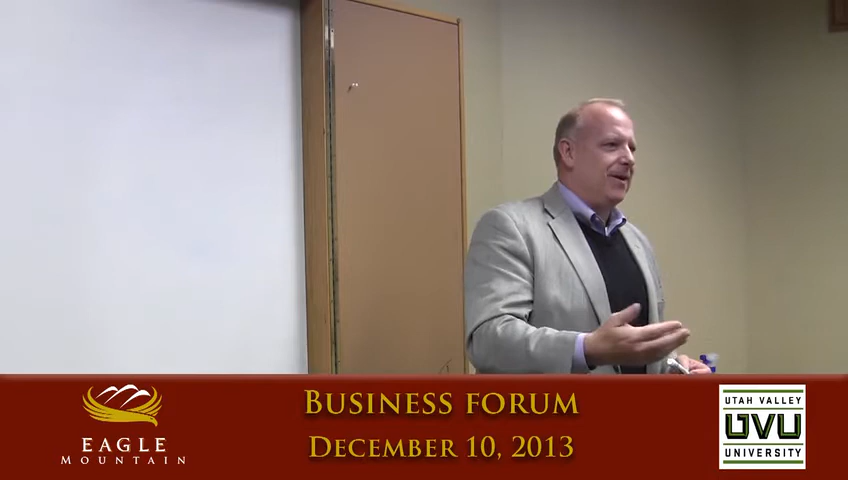 BUSINESS FORUM
DECEMBER 10, 2013
EAGLE
MOUNTAIN
UTAH VALLEY
UVU
UNIVERSITY